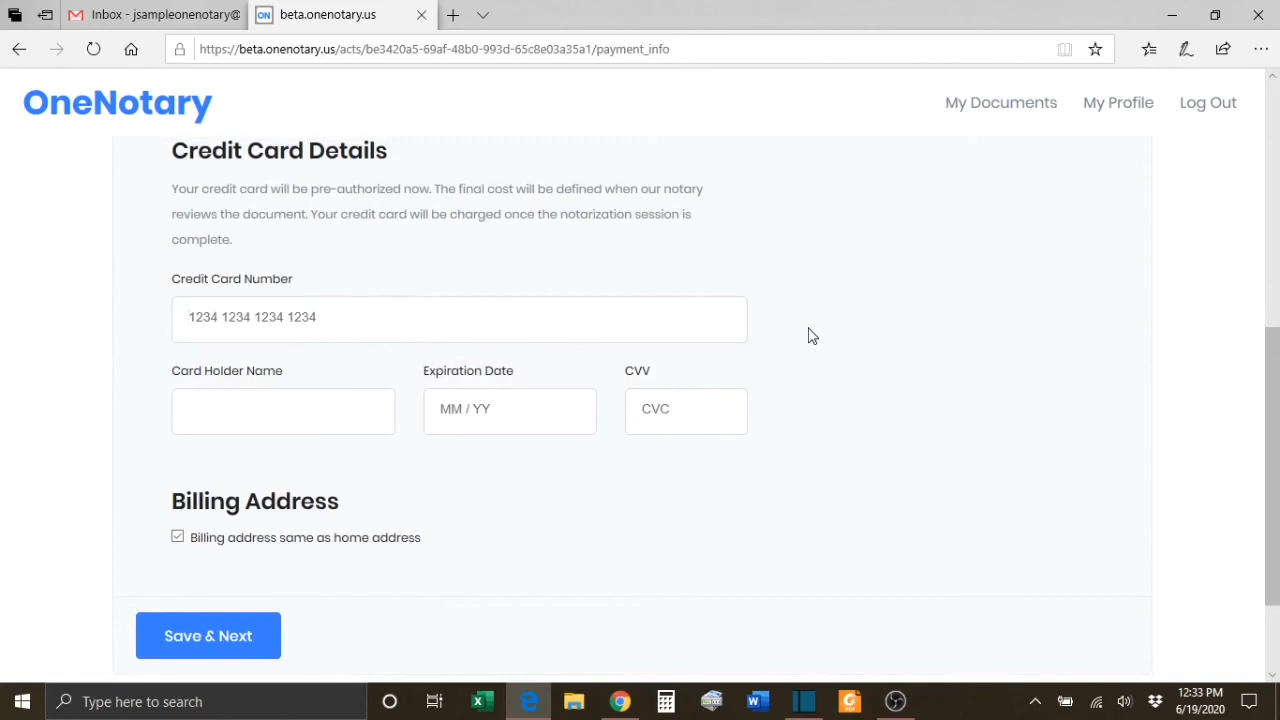 Inbox - jsampleonenotary@
ON
beta.onenotary.us
https://beta.onenotary.us/acts/be3420a5-69af-48b0-993d-65c8e03a35a1/payment_info
OneNotary
My Documents
My Profile
Log Out
Credit Card Details
Your credit card will be pre-authorized now. The final cost will be defined when our notary
reviews the document. Your credit card will be charged once the notarization session is
complete.
Credit Card Number
1234 1234 1234 1234
Card Holder Name
Expiration Date
CVV
MM / YY
CVC
Billing Address
Billing address same as home address
Save & Next
Type here to search
12:33 PM
6/19/2020